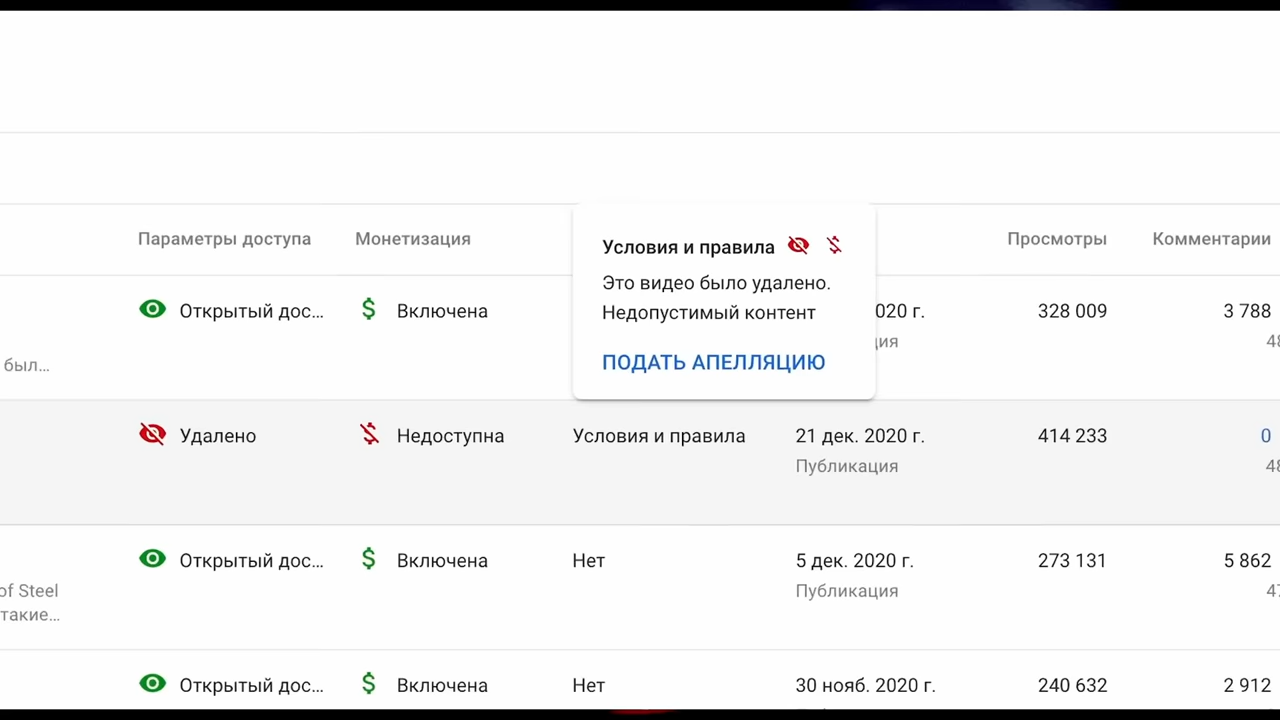 Параметры доступа
Монетизация
Условия и правила
Просмотры
Комментарии
Это видео было удалено.
Недопустимый контент
ПОДАТЬ АПЕЛЛЯЦИЮ
Открытый дос...
Включена
020 г.
328 009
3 788
был...
Удалено
Недоступна
Условия и правила
21 дек. 2020 г.
414 233
0
Публикация
Открытый дос...
Включена
Нет
5 дек. 2020 г.
273 131
5 862
of Steel
Публикация
такие...
Открытый дос...
Включена
Нет
30 нояб. 2020 г.
240 632
2 912